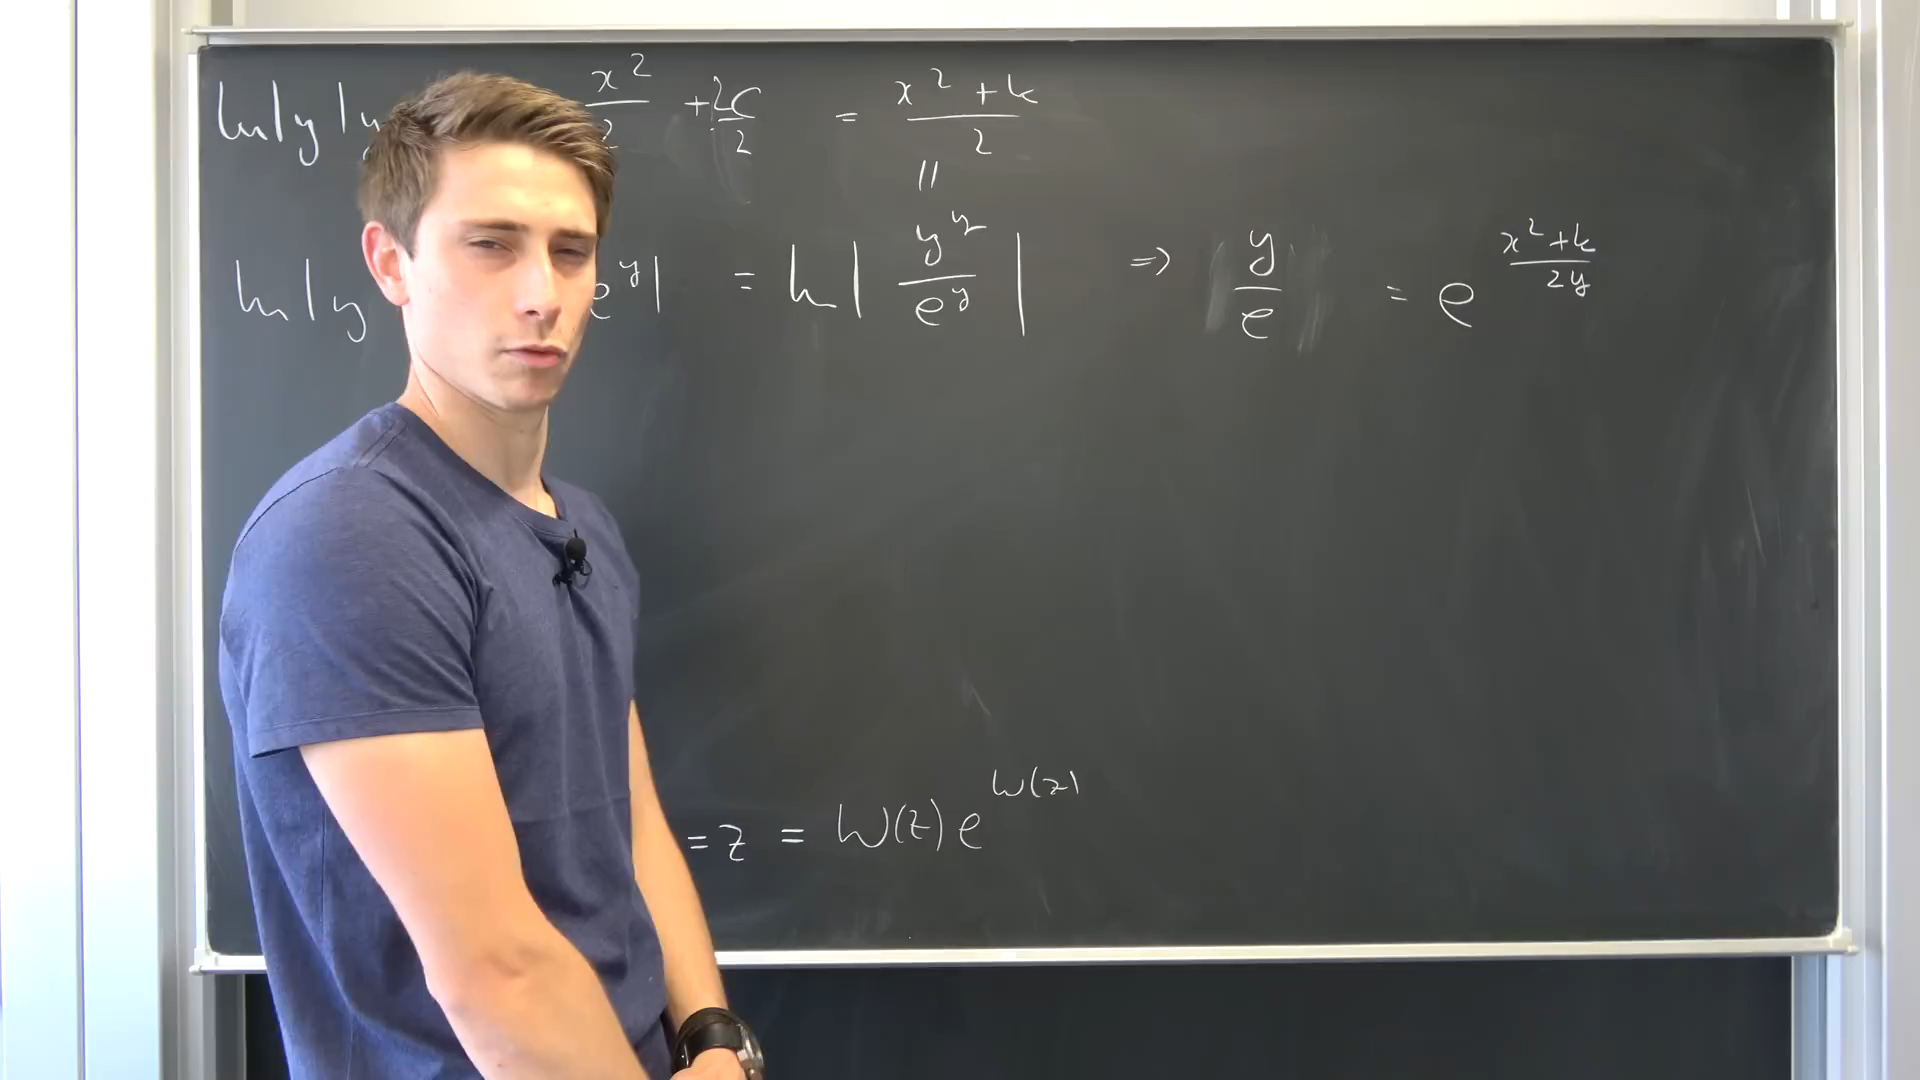 ln|y|y x²/2 + 2C/2 = (x² + k)/2
||
ln|y e^y| = ln|y^y/e^y| ⇒ y/e = e^((x²+k)/(2y))
= z = W(z) e^(W(z))